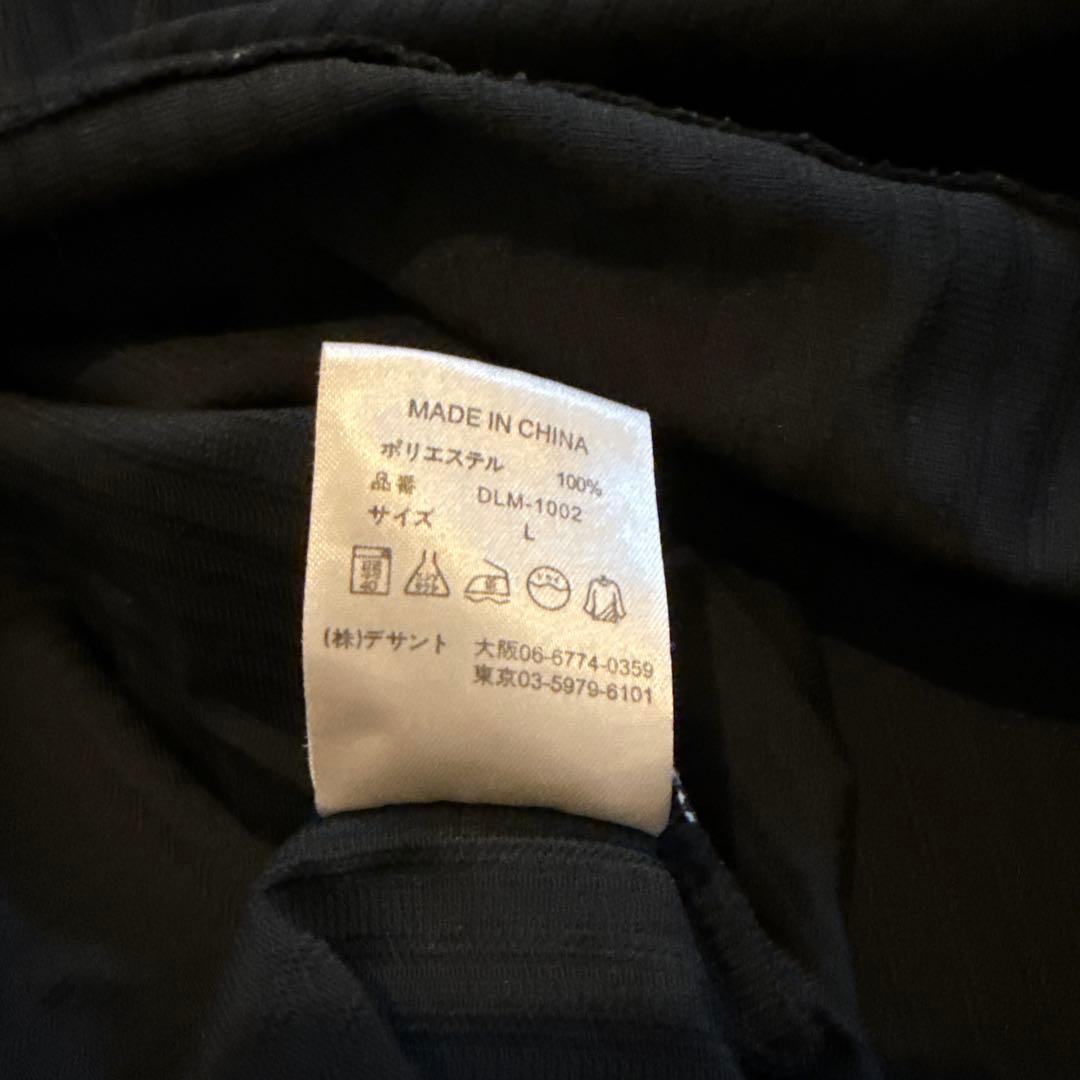 MADE IN CHINA
ポリエステル 100%
品番 DLM-1002
サイズ L
(株)デサント 大阪06-6774-0359
東京03-5979-6101